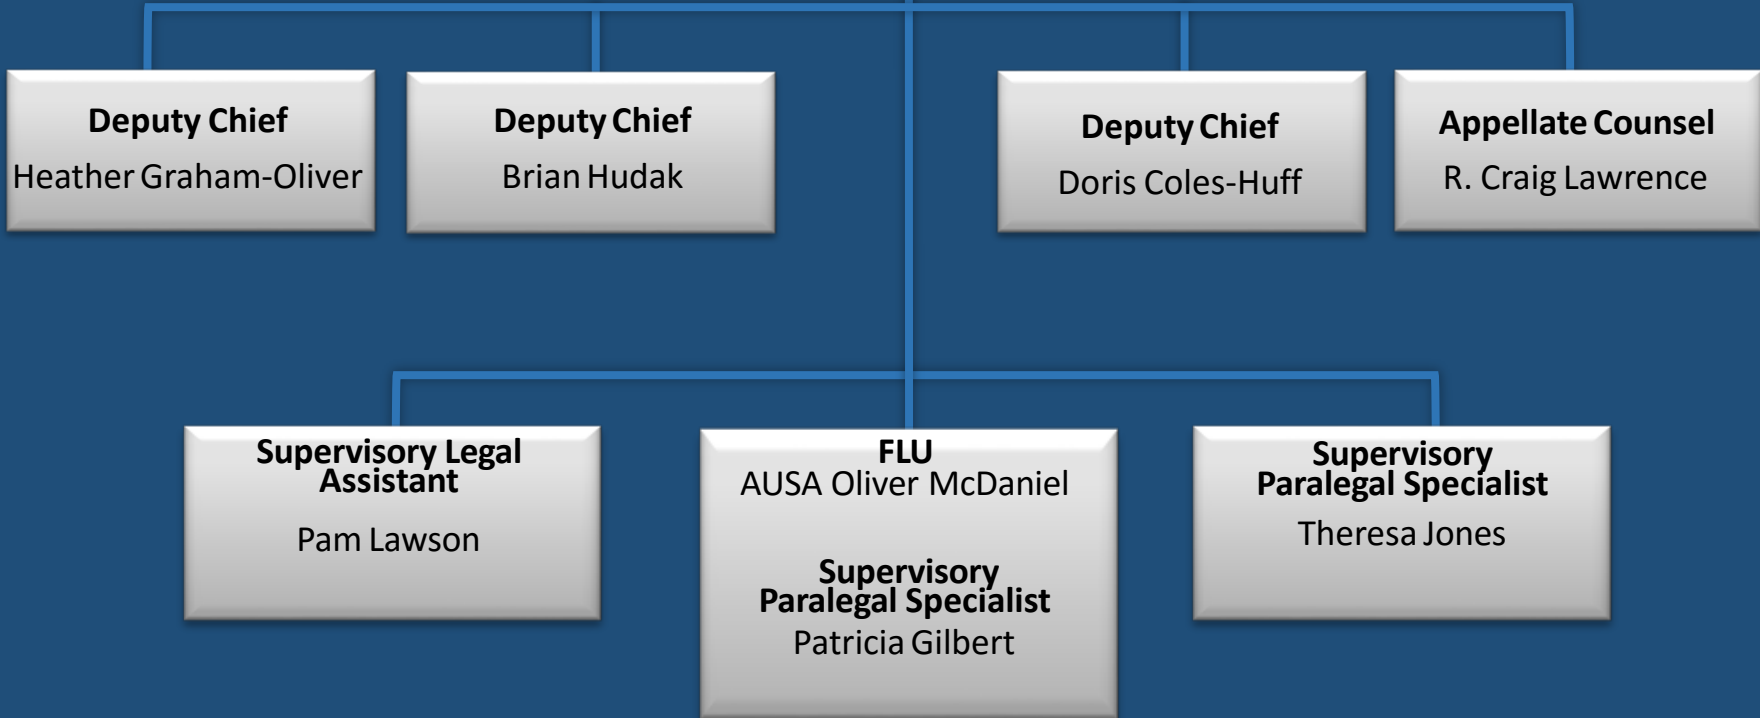 Deputy Chief
Heather Graham-Oliver
Deputy Chief
Brian Hudak
Deputy Chief
Doris Coles-Huff
Appellate Counsel
R. Craig Lawrence
Supervisory Legal
Assistant
Pam Lawson
FLU
AUSA Oliver McDaniel
Supervisory
Paralegal Specialist
Patricia Gilbert
Supervisory
Paralegal Specialist
Theresa Jones